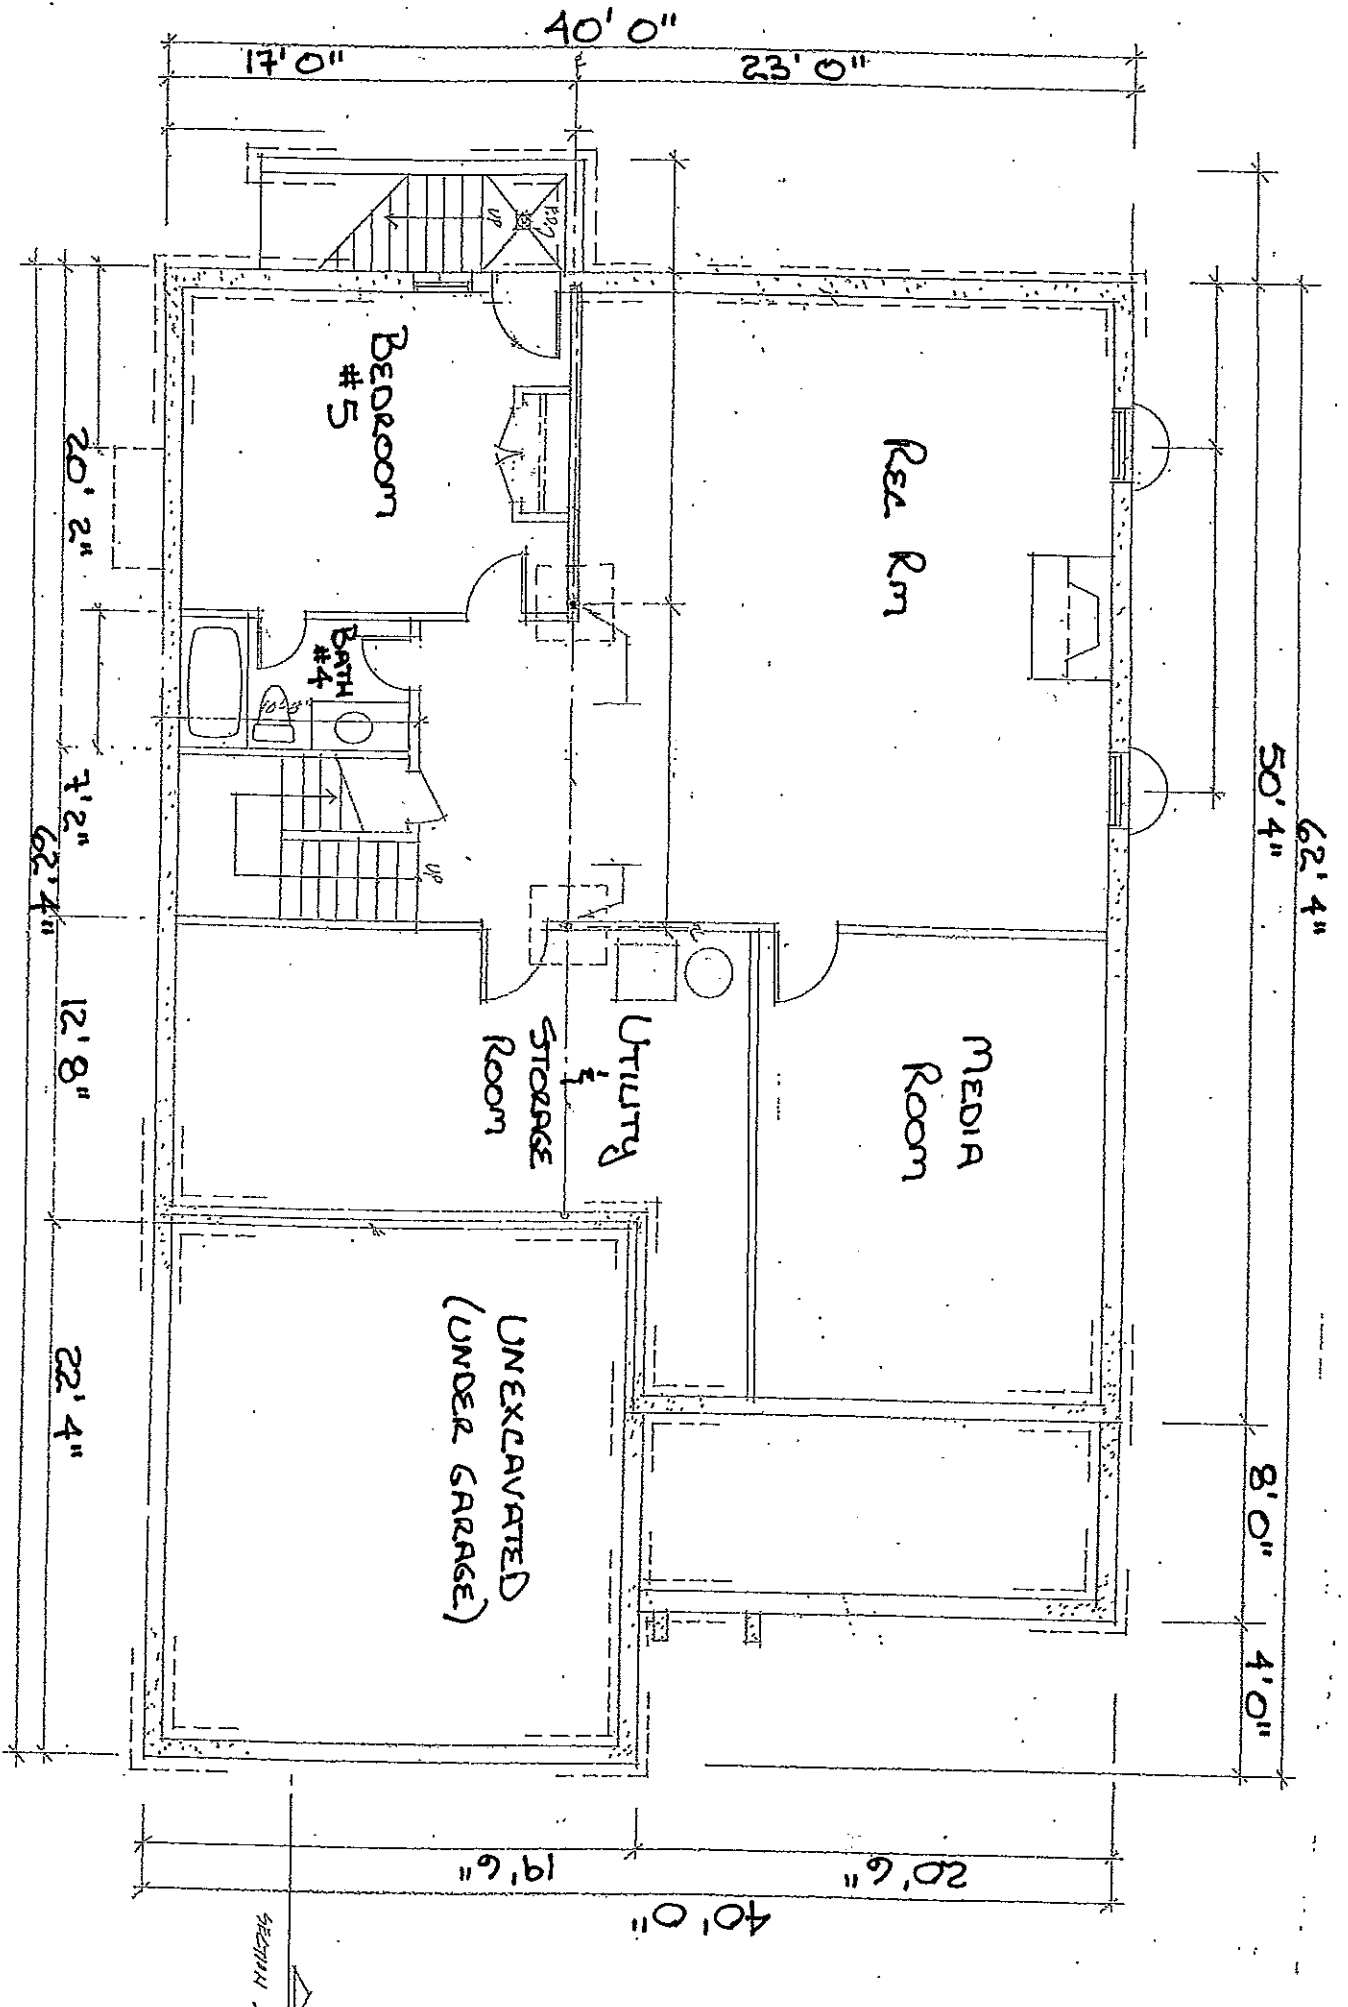 40' 0"
17' 0"
23' 0"
UP
BEDROOM
#5
REC RM
BATH
#4
UP
20' 2"
7' 2"
12' 8"
22' 4"
62' 4"
50' 4"
62' 4"
8' 0"
4' 0"
UTILITY
&
STORAGE
ROOM
MEDIA
ROOM
UNEXCAVATED
(UNDER GARAGE)
19' 6"
20' 6"
40' 0"
SECTION